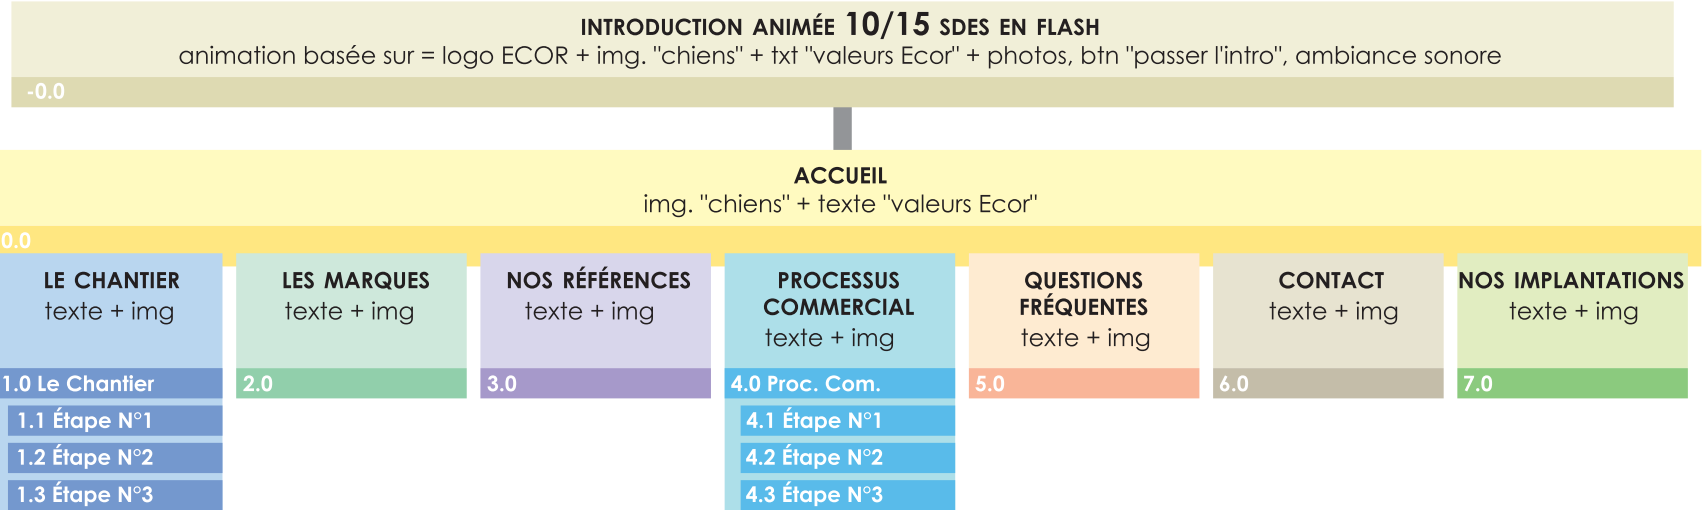 INTRODUCTION ANIMÉE 10/15 SDES EN FLASH
animation basée sur = logo ECOR + img. "chiens" + txt "valeurs Ecor" + photos, btn "passer l'intro", ambiance sonore
-0.0
ACCUEIL
img. "chiens" + texte "valeurs Ecor"
0.0
LE CHANTIER
texte + img
1.0 Le Chantier
1.1 Étape N°1
1.2 Étape N°2
1.3 Étape N°3
LES MARQUES
texte + img
2.0
NOS RÉFÉRENCES
texte + img
3.0
PROCESSUS
COMMERCIAL
texte + img
4.0 Proc. Com.
4.1 Étape N°1
4.2 Étape N°2
4.3 Étape N°3
QUESTIONS
FRÉQUENTES
texte + img
5.0
CONTACT
texte + img
6.0
NOS IMPLANTATIONS
texte + img
7.0